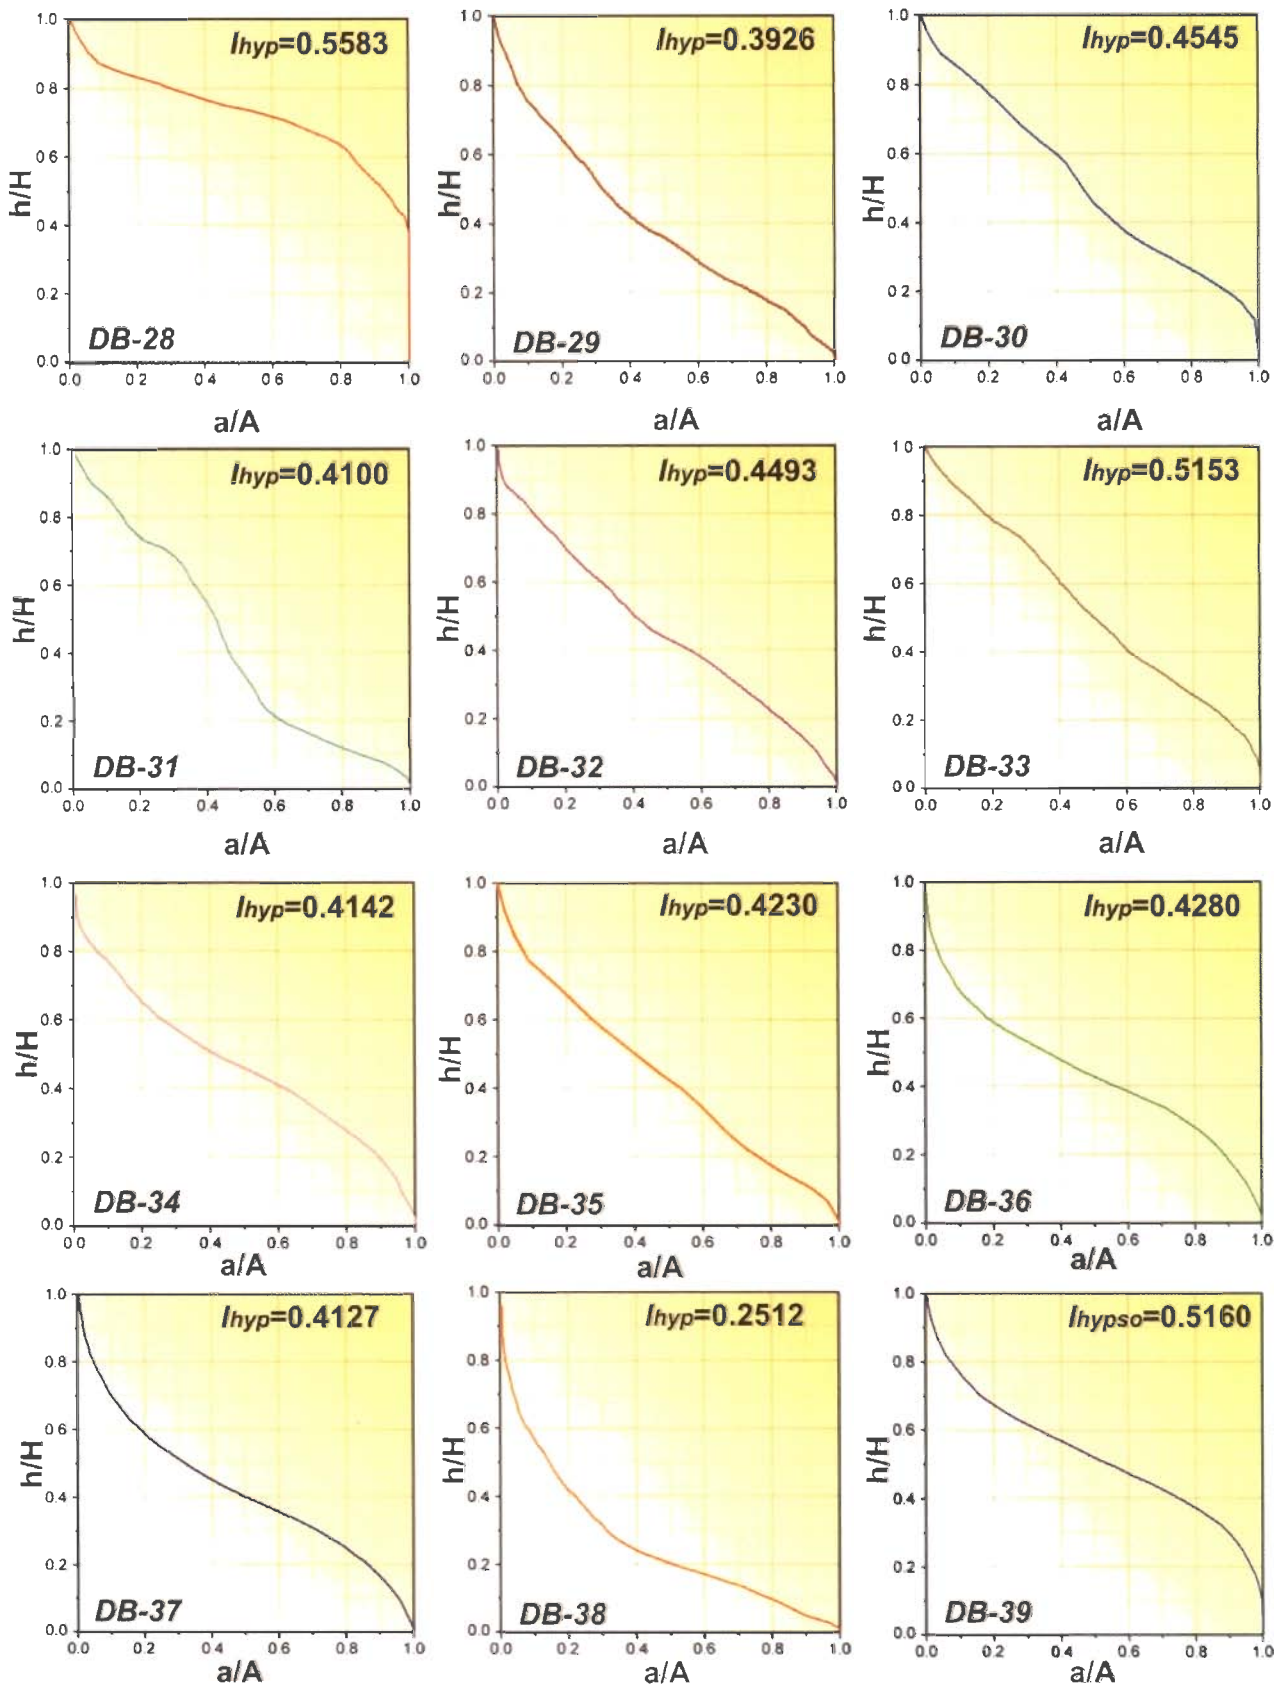 1.0
Ihyp=0.5583
0.8
0.6
h/H
0.4
0.2
DB-28
0.0
0.0 0.2 0.4 0.6 0.8 1.0
a/A
1.0
Ihyp=0.3926
0.8
0.6
h/H
0.4
0.2
DB-29
0.0
0.0 0.2 0.4 0.6 0.8 1.0
a/A
1.0
Ihyp=0.4545
0.8
0.6
h/H
0.4
0.2
DB-30
0.0
0.0 0.2 0.4 0.6 0.8 1.0
a/A
1.0
Ihyp=0.4100
0.8
0.6
h/H
0.4
0.2
DB-31
0.0
0.0 0.2 0.4 0.6 0.8 1.0
a/A
1.0
Ihyp=0.4493
0.8
0.6
h/H
0.4
0.2
DB-32
0.0
0.0 0.2 0.4 0.6 0.8 1.0
a/A
1.0
Ihyp=0.5153
0.8
0.6
h/H
0.4
0.2
DB-33
0.0
0.0 0.2 0.4 0.6 0.8 1.0
a/A
1.0
Ihyp=0.4142
0.8
0.6
h/H
0.4
0.2
DB-34
0.0
0.0 0.2 0.4 0.6 0.8 1.0
a/A
1.0
Ihyp=0.4230
0.8
0.6
h/H
0.4
0.2
DB-35
0.0
0.0 0.2 0.4 0.6 0.8 1.0
a/A
1.0
Ihyp=0.4280
0.8
0.6
h/H
0.4
0.2
DB-36
0.0
0.0 0.2 0.4 0.6 0.8 1.0
a/A
1.0
Ihyp=0.4127
0.8
0.6
h/H
0.4
0.2
DB-37
0.0
0.0 0.2 0.4 0.6 0.8 1.0
a/A
1.0
Ihyp=0.2512
0.8
0.6
h/H
0.4
0.2
DB-38
0.0
0.0 0.2 0.4 0.6 0.8 1.0
a/A
1.0
Ihypso=0.5160
0.8
0.6
h/H
0.4
0.2
DB-39
0.0
0.0 0.2 0.4 0.6 0.8 1.0
a/A